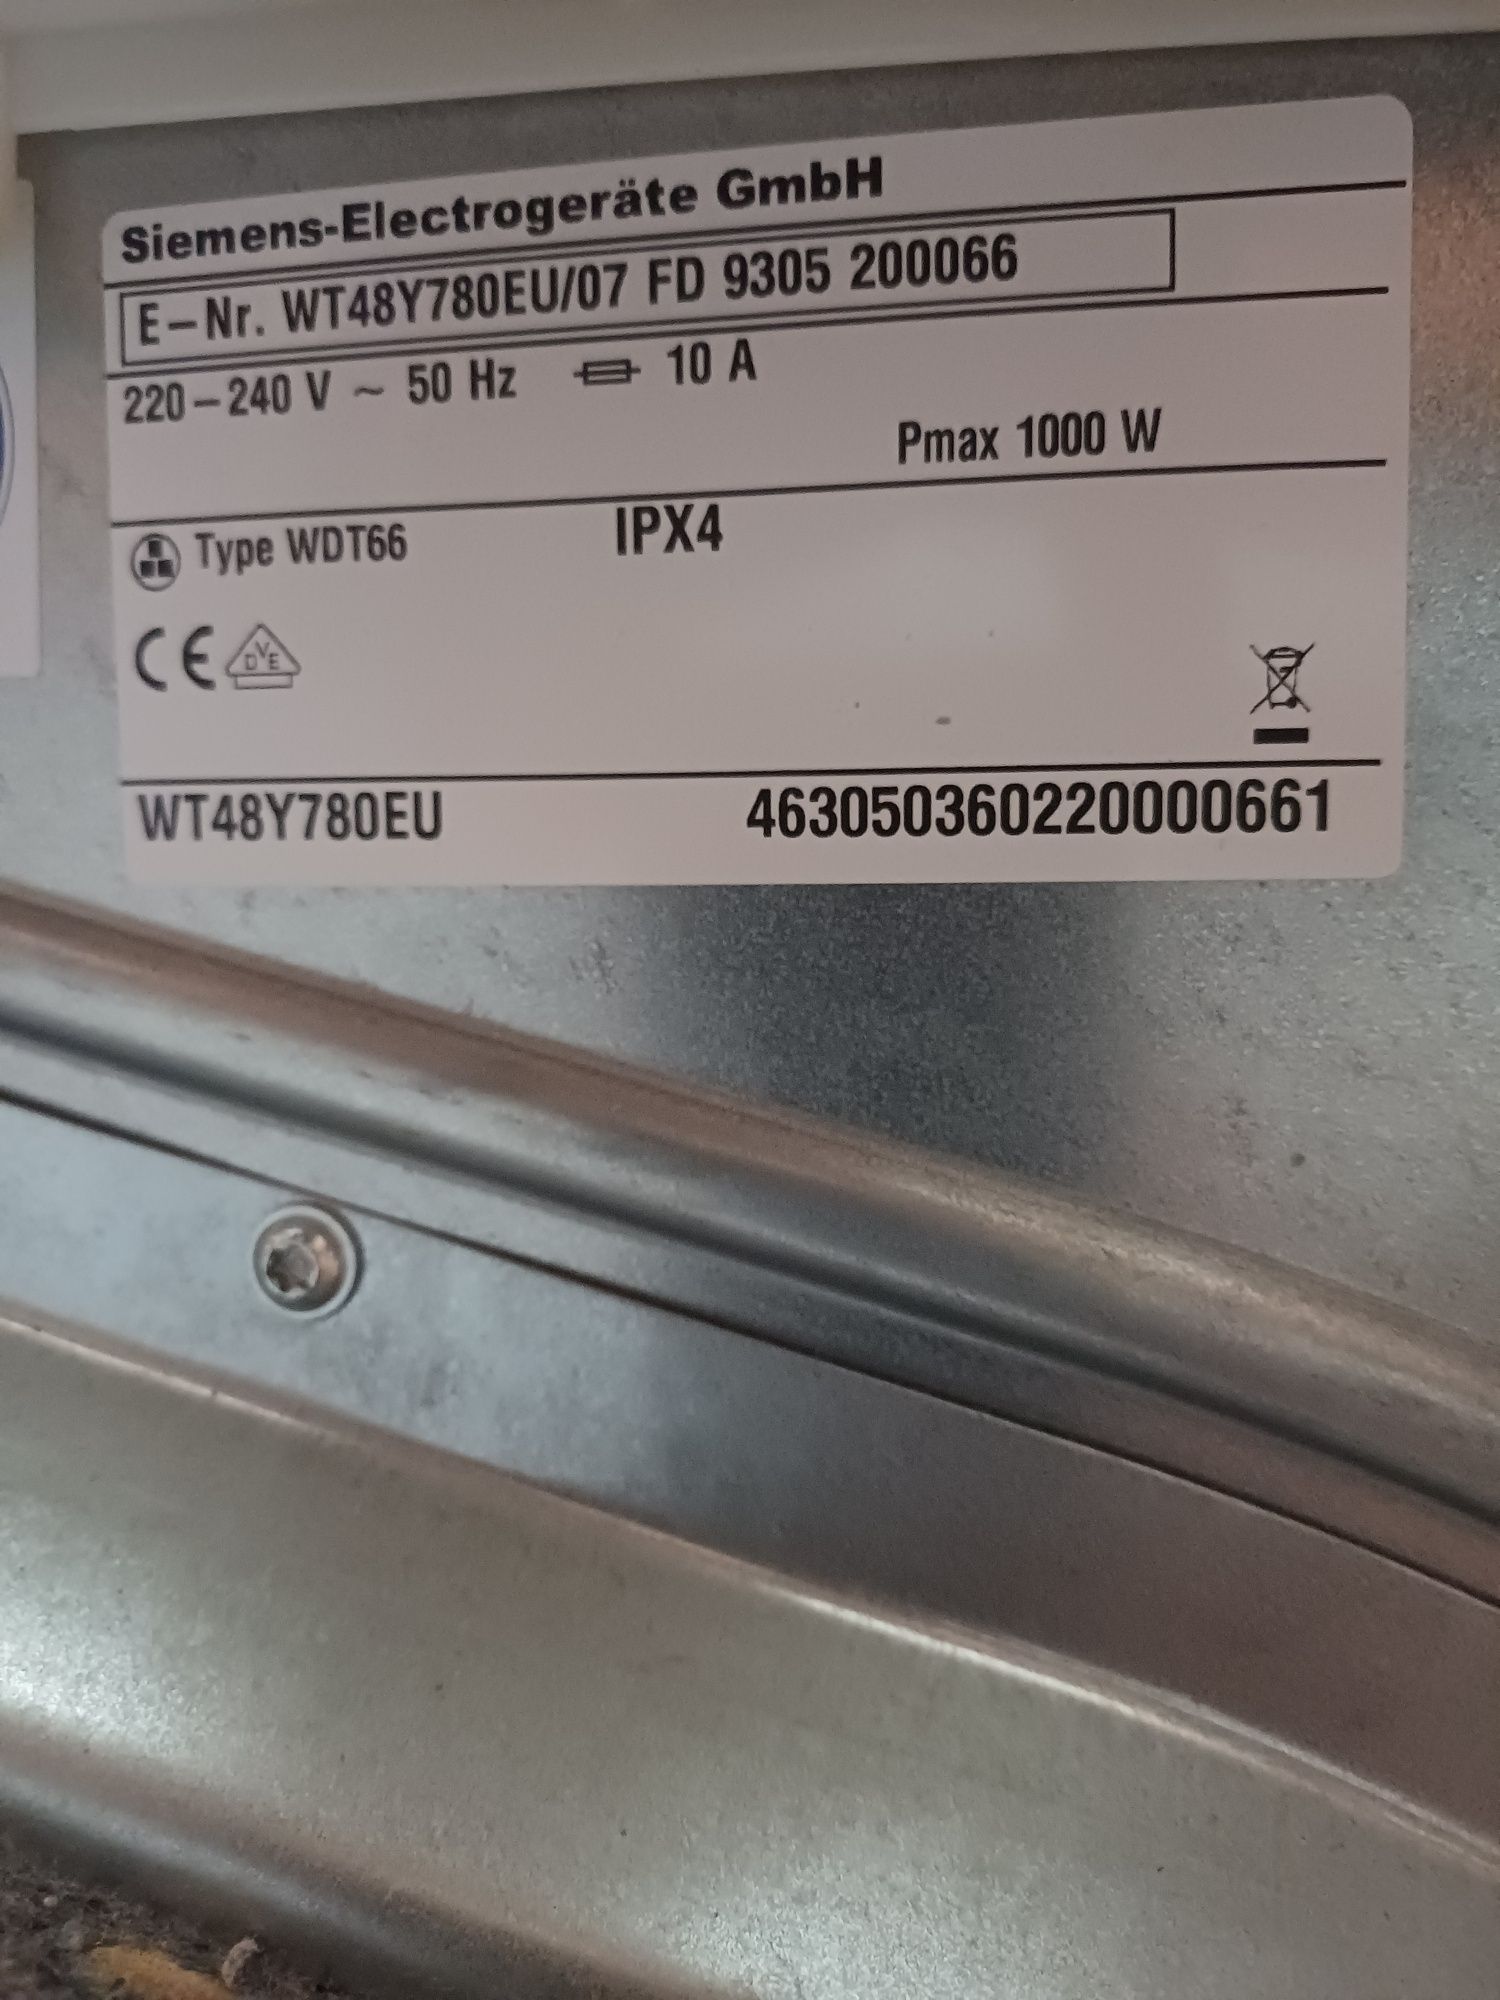 Siemens-Electrogeräte GmbH
E-Nr. WT48Y780EU/07 FD 9305 200066
220-240 V ~ 50 Hz 10 A
Pmax 1000 W
Type WDT66 IPX4
CE DVE
WT48Y780EU 463050360220000661